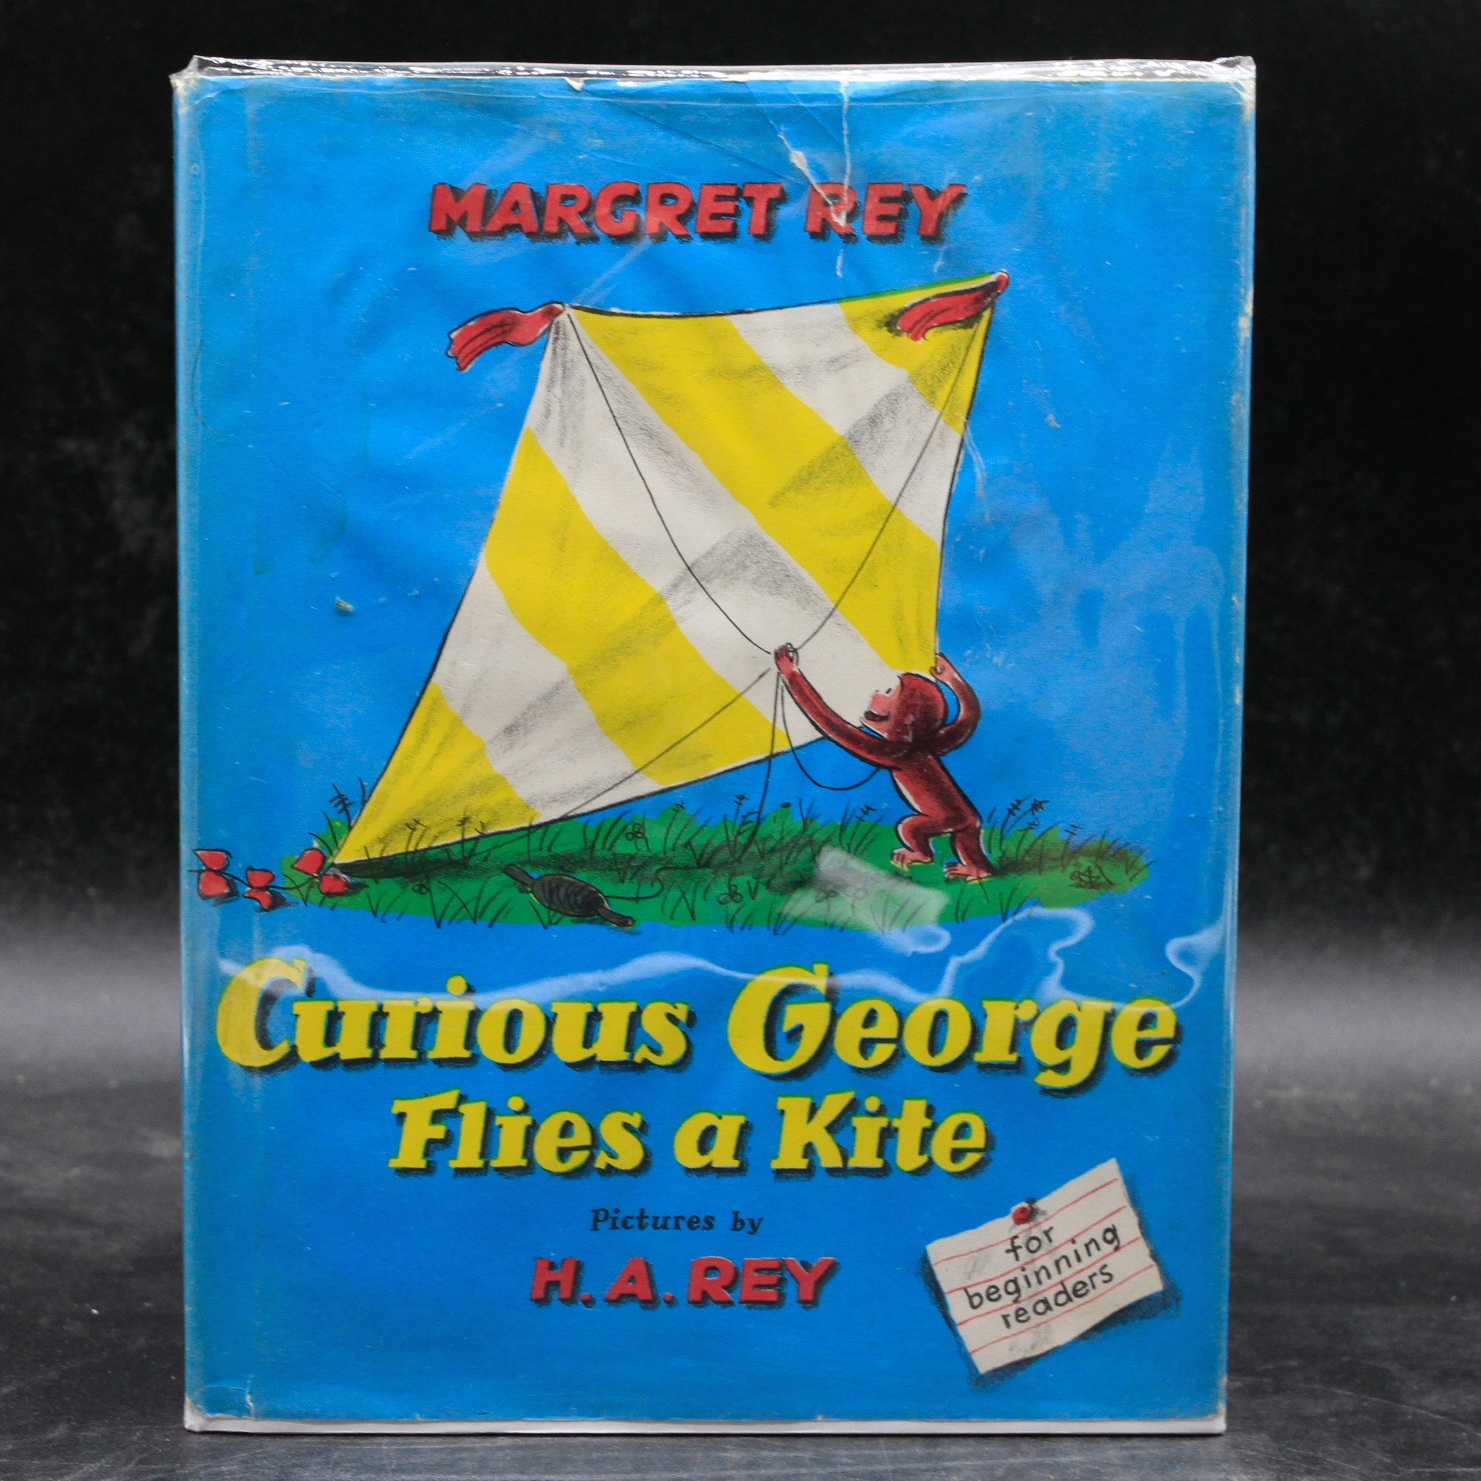 MARGRET REY
Curious George
Flies a Kite
Pictures by
H. A. REY
for
beginning
readers